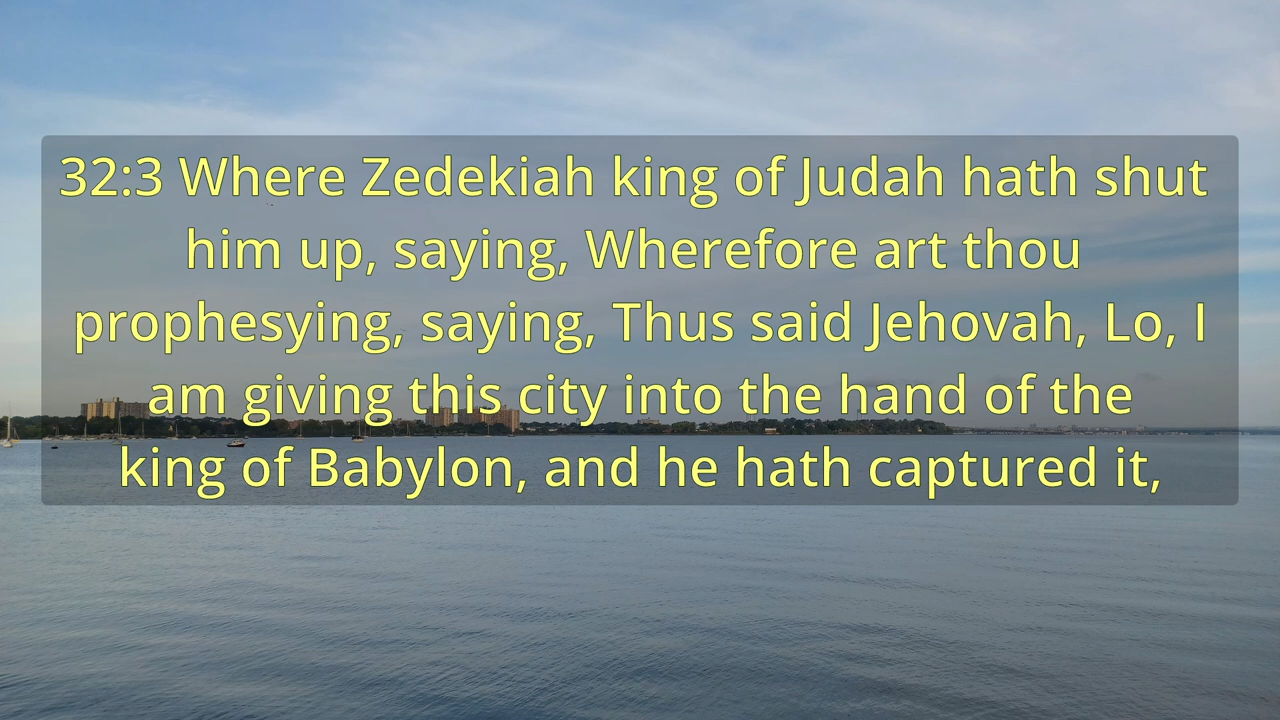 32:3 Where Zedekiah king of Judah hath shut
him up, saying, Wherefore art thou
prophesying, saying, Thus said Jehovah, Lo, I
am giving this city into the hand of the
king of Babylon, and he hath captured it,